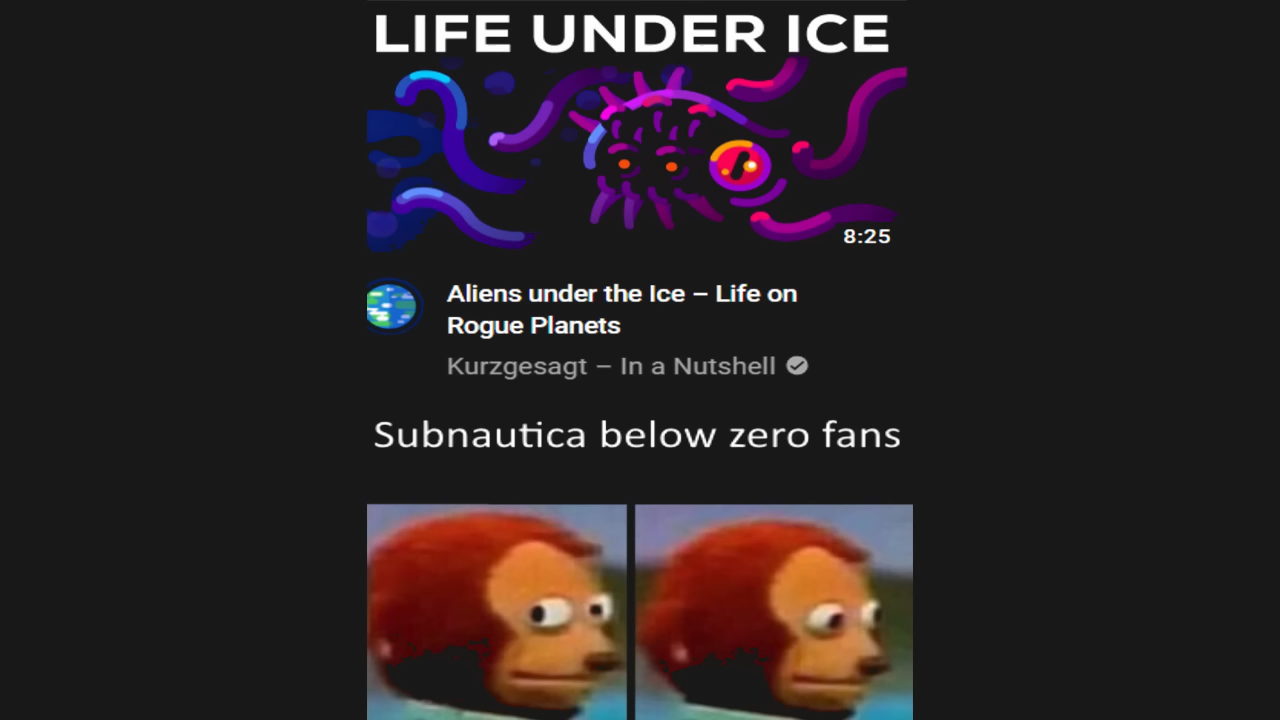 LIFE UNDER ICE
8:25
Aliens under the Ice – Life on
Rogue Planets
Kurzgesagt – In a Nutshell
Subnautica below zero fans